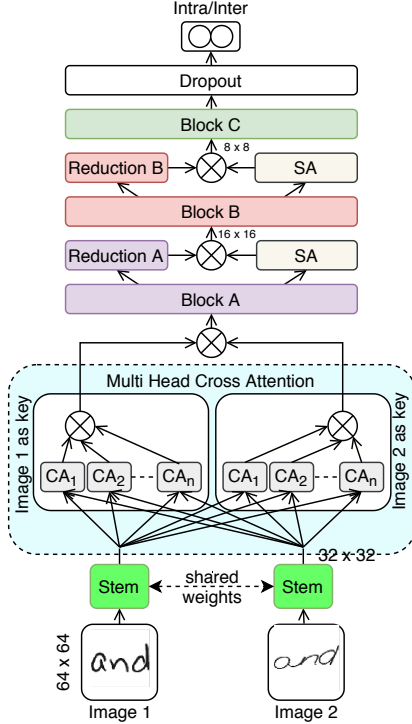 Intra/Inter
Dropout
Block C
8 x 8
Reduction B
SA
Block B
16 x 16
Reduction A
SA
Block A
Multi Head Cross Attention
Image 1 as key
Image 2 as key
CA1 CA2 CAn
CA1 CA2 CAn
32 x 32
Stem
shared
weights
Stem
64 x 64
and
and
Image 1
Image 2